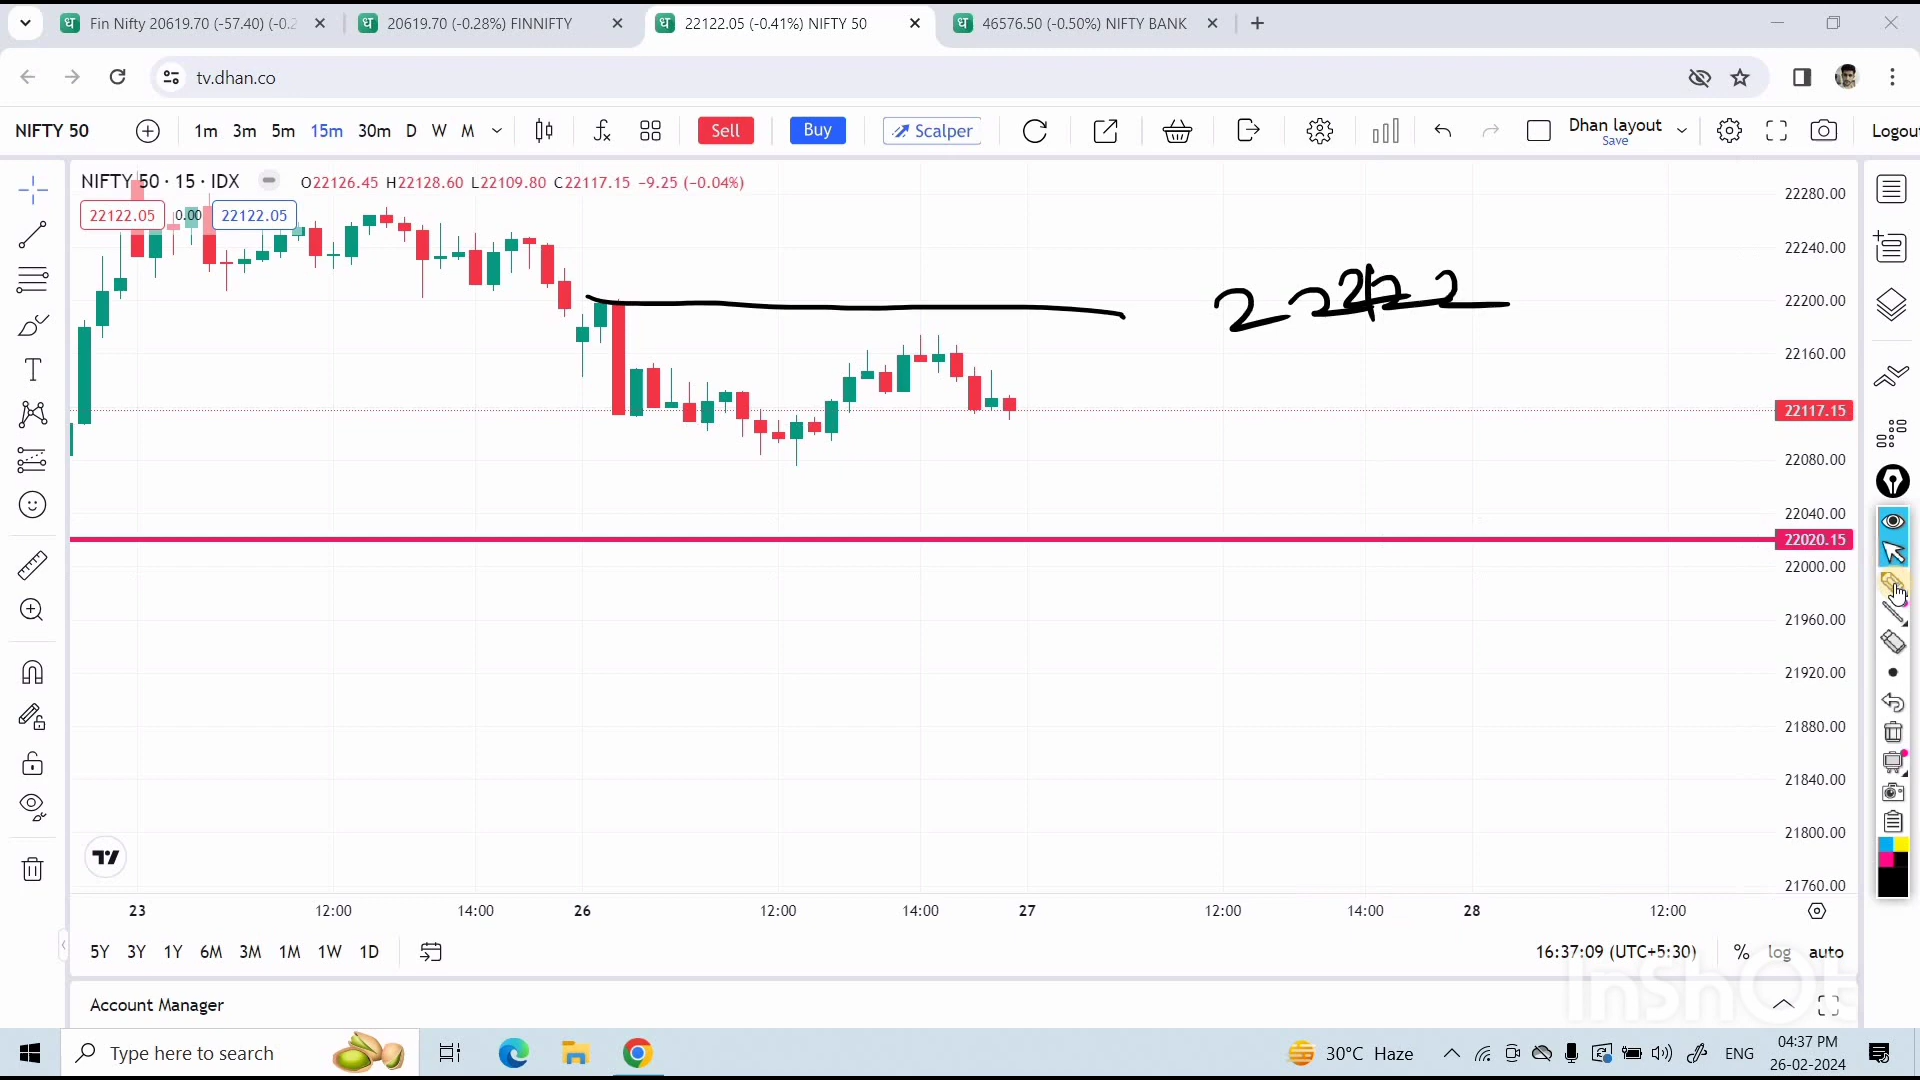 Fin Nifty 20619.70 (-57.40) (-0.2
20619.70 (-0.28%) FINNIFTY
22122.05 (-0.41%) NIFTY 50
46576.50 (-0.50%) NIFTY BANK
tv.dhan.co
NIFTY 50 1m 3m 5m 15m 30m D W M Sell Buy Scalper Dhan layout Logou
Save
NIFTY 50 · 15 · IDX O22126.45 H22128.60 L22109.80 C22117.15 −9.25 (−0.04%)
22122.05 0.00 22122.05
22280.00
22240.00
22200.00
22160.00
22117.15
22080.00
22040.00
22020.15
22000.00
21960.00
21920.00
21880.00
21840.00
21800.00
21760.00
23 12:00 14:00 26 12:00 14:00 27 12:00 14:00 28 12:00
5Y 3Y 1Y 6M 3M 1M 1W 1D 16:37:09 (UTC+5:30) % log auto
InShOt
Account Manager
Type here to search 30°C Haze ENG 04:37 PM
26-02-2024